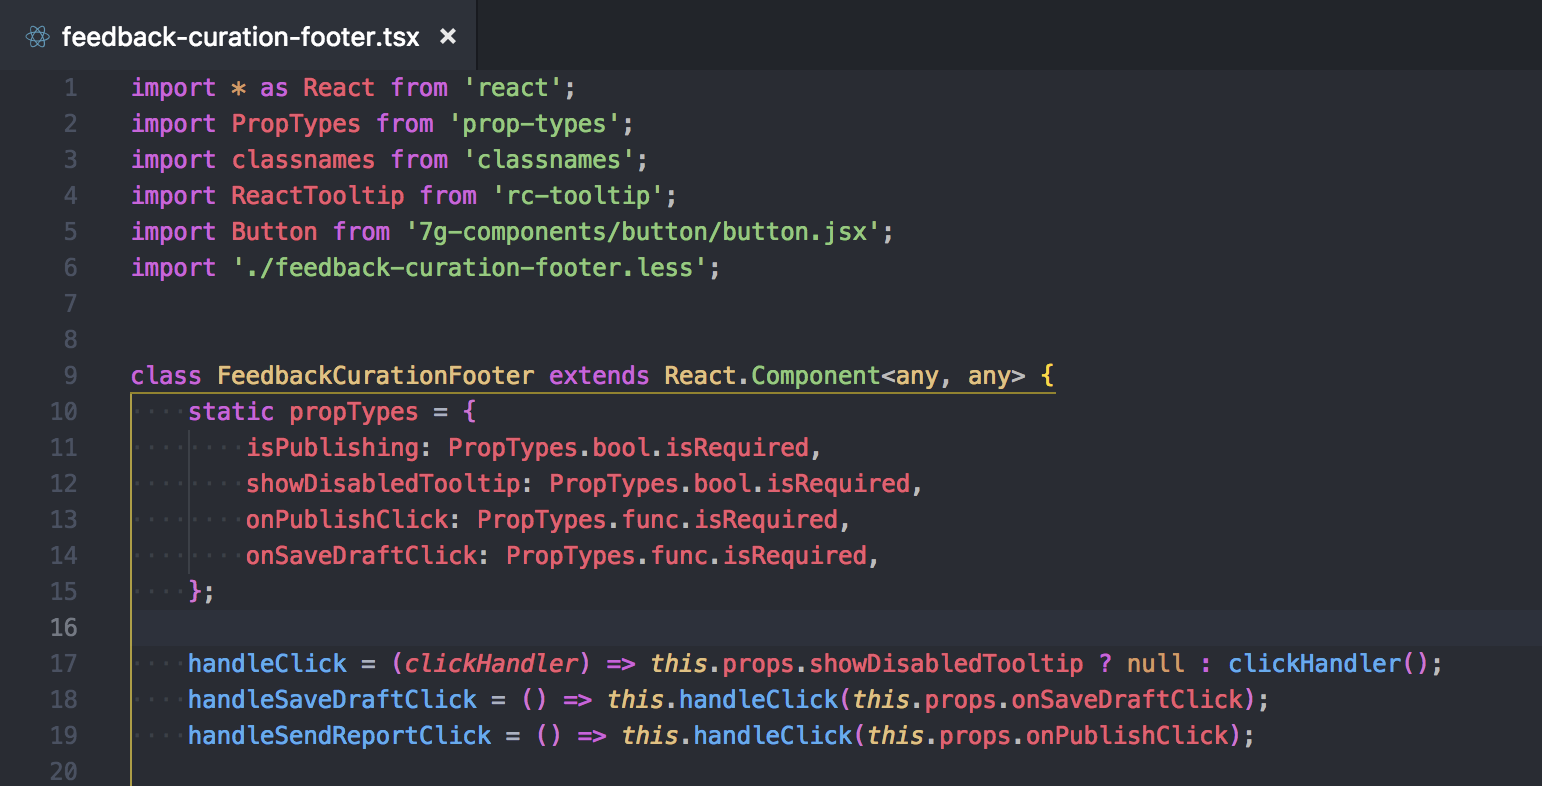 feedback-curation-footer.tsx ×
1 import * as React from 'react';
2 import PropTypes from 'prop-types';
3 import classnames from 'classnames';
4 import ReactTooltip from 'rc-tooltip';
5 import Button from '7g-components/button/button.jsx';
6 import './feedback-curation-footer.less';
7
8
9 class FeedbackCurationFooter extends React.Component<any, any> {
10 static propTypes = {
11 isPublishing: PropTypes.bool.isRequired,
12 showDisabledTooltip: PropTypes.bool.isRequired,
13 onPublishClick: PropTypes.func.isRequired,
14 onSaveDraftClick: PropTypes.func.isRequired,
15 };
16
17 handleClick = (clickHandler) => this.props.showDisabledTooltip ? null : clickHandler();
18 handleSaveDraftClick = () => this.handleClick(this.props.onSaveDraftClick);
19 handleSendReportClick = () => this.handleClick(this.props.onPublishClick);
20